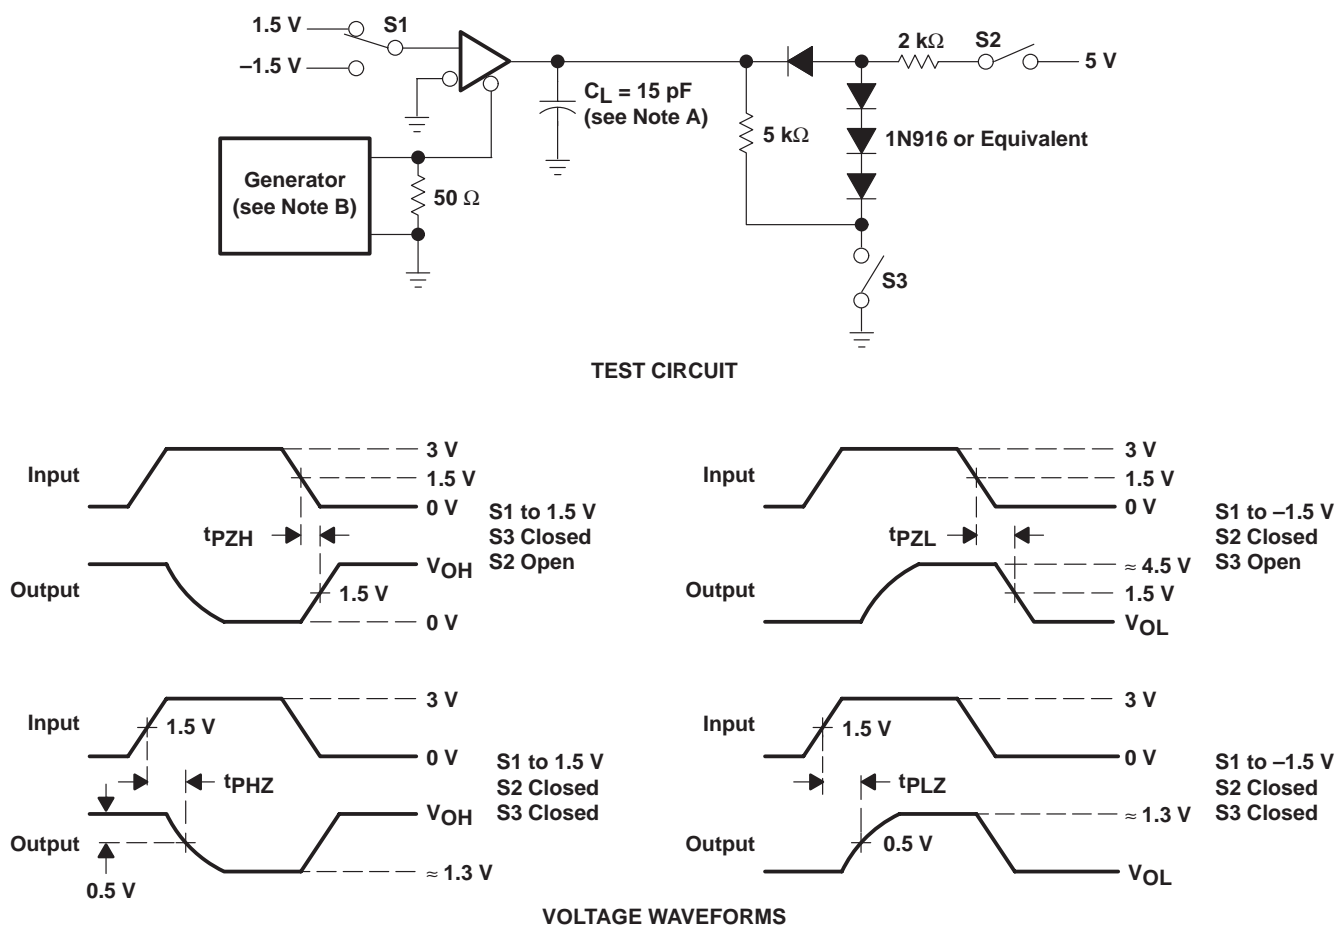 1.5 V
S1
–1.5 V
2 kΩ
S2
5 V
CL = 15 pF
(see Note A)
5 kΩ
1N916 or Equivalent
Generator
(see Note B)
50 Ω
S3
TEST CIRCUIT
Input
3 V
1.5 V
0 V
tPZH
Output
VOH
1.5 V
0 V
S1 to 1.5 V
S3 Closed
S2 Open
Input
3 V
1.5 V
0 V
tPZL
Output
≈ 4.5 V
1.5 V
VOL
S1 to –1.5 V
S2 Closed
S3 Open
Input
3 V
1.5 V
0 V
tPHZ
Output
VOH
0.5 V
≈ 1.3 V
S1 to 1.5 V
S2 Closed
S3 Closed
Input
3 V
1.5 V
0 V
tPLZ
Output
≈ 1.3 V
0.5 V
VOL
S1 to –1.5 V
S2 Closed
S3 Closed
VOLTAGE WAVEFORMS